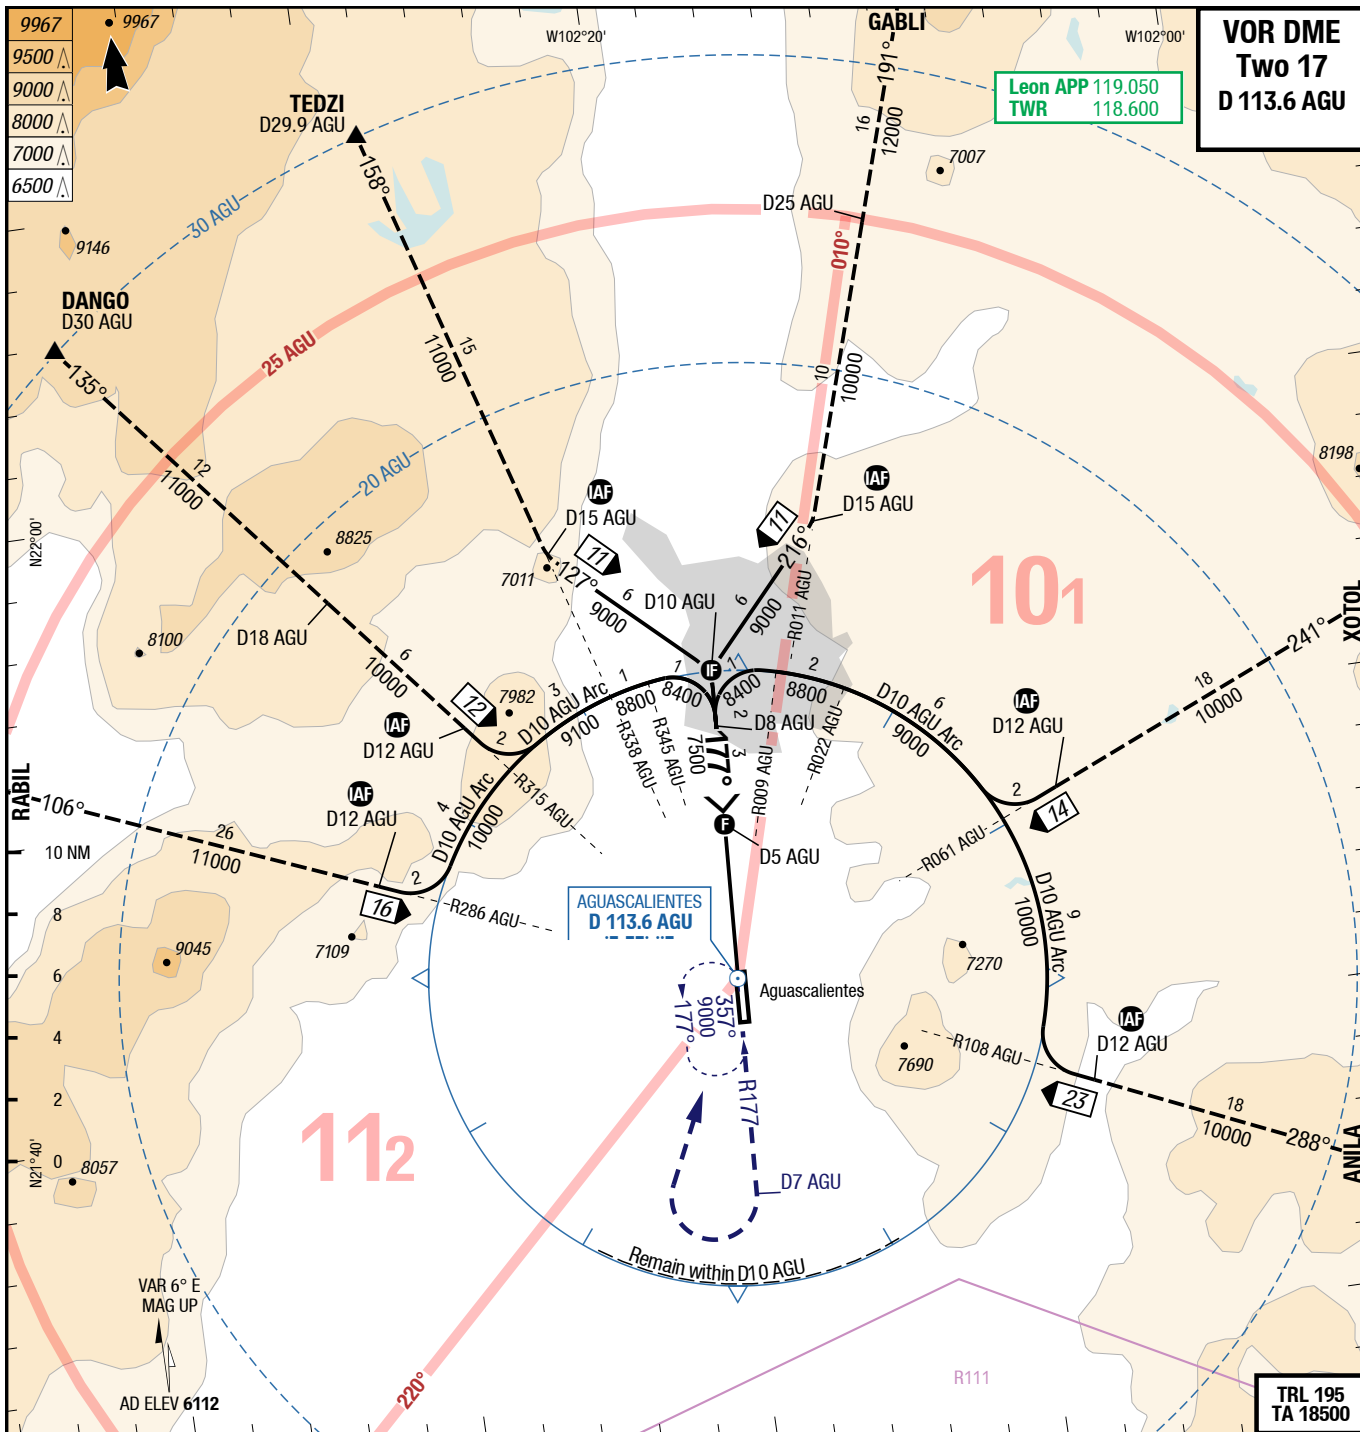 9967
9500
9000
8000
7000
6500
9967
W102°20'
GABLI
W102°00'
VOR DME
Two 17
D 113.6 AGU
Leon APP 119.050
TWR 118.600
TEDZI
D29.9 AGU
158°
191°
16
12000
7007
30 AGU
D25 AGU
010°
9146
DANGO
D30 AGU
135°
25 AGU
15
11000
10
10000
12
11000
20 AGU
8198
IAF
D15 AGU
IAF
D15 AGU
N22°00'
8825
7011
11
127°
11
216°
101
6
9000
D10 AGU
6
9000
R011 AGU
8100
D18 AGU
6
10000
IF
XOTOL
241°
18
10000
12
7982
IAF
D12 AGU
2
3
D10 AGU Arc
9100
1
8800
1
8400
1
8400
2
8800
D10 AGU Arc
6
9000
IAF
D12 AGU
2
14
R338 AGU
R345 AGU
2
7500
D8 AGU
3
177°
R009 AGU
R022 AGU
RABIL
106°
26
11000
IAF
D12 AGU
4
D10 AGU Arc
10000
R315 AGU
F
D5 AGU
R061 AGU
10 NM
2
16
R286 AGU
D10 AGU Arc
9
10000
8
9045
7109
AGUASCALIENTES
D 113.6 AGU
7270
6
Aguascalientes
357°
9000
177°
4
7690
R108 AGU
IAF
D12 AGU
23
2
R177
18
10000
288°
ANILA
N21°40'
0
8057
112
D7 AGU
Remain within D10 AGU
VAR 6° E
MAG UP
AD ELEV 6112
220°
R111
TRL 195
TA 18500